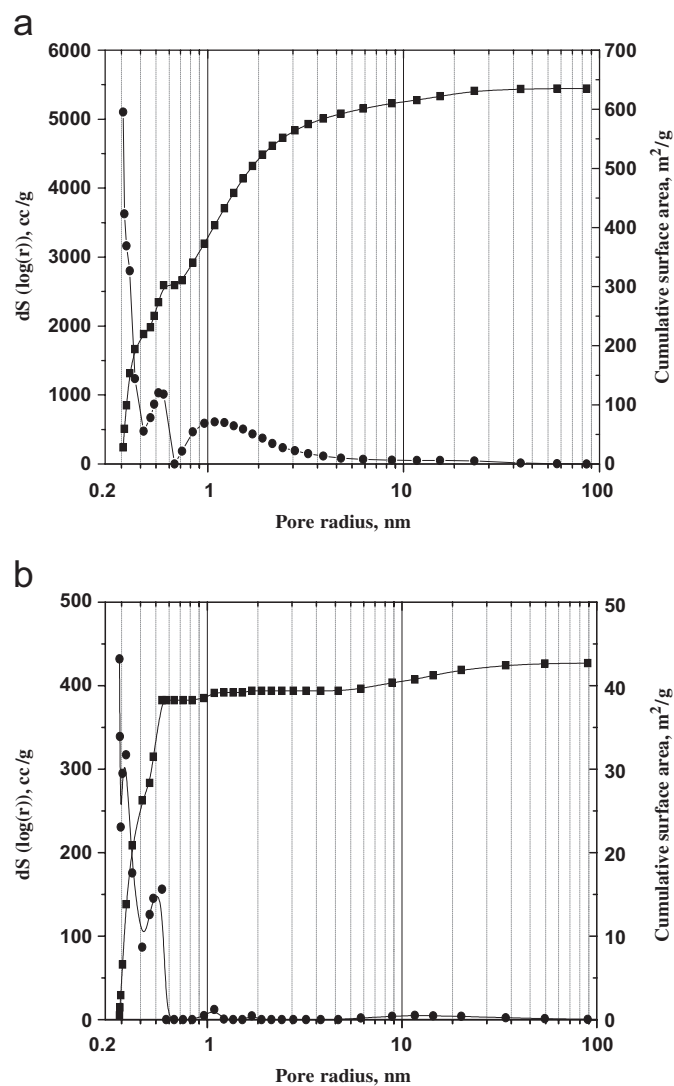 a
6000
5000
4000
3000
2000
1000
0
dS (log(r)), cc/g
700
600
500
400
300
200
100
0
Cumulative surface area, m²/g
0.2 1 10 100
Pore radius, nm
b
500
400
300
200
100
0
dS (log(r)), cc/g
50
40
30
20
10
0
Cumulative surface area, m²/g
0.2 1 10 100
Pore radius, nm